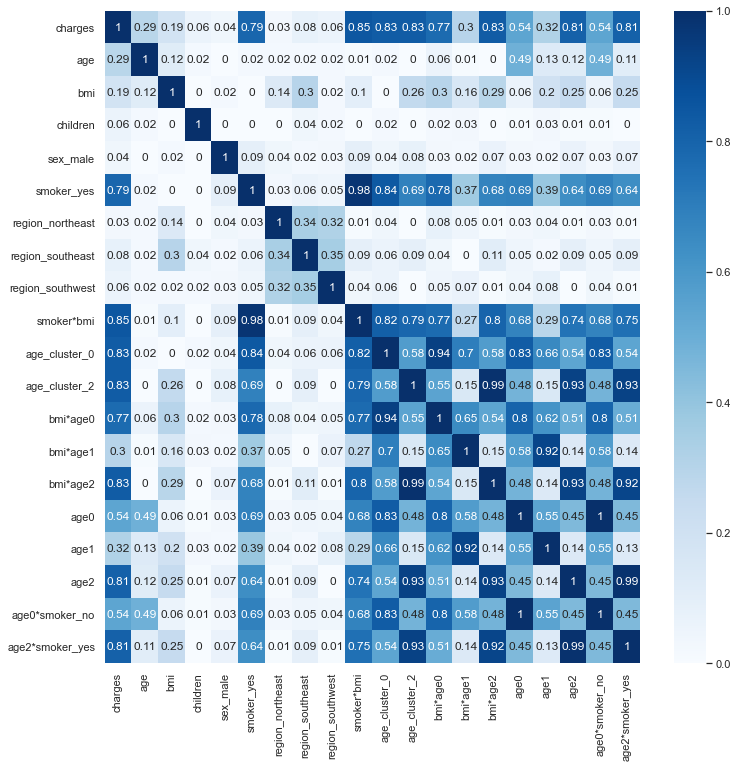 charges 1 0.29 0.19 0.06 0.04 0.79 0.03 0.08 0.06 0.85 0.83 0.83 0.77 0.3 0.83 0.54 0.32 0.81 0.54 0.81
age 0.29 1 0.12 0.02 0 0.02 0.02 0.02 0.02 0.01 0.02 0 0.06 0.01 0 0.49 0.13 0.12 0.49 0.11
bmi 0.19 0.12 1 0 0.02 0 0.14 0.3 0.02 0.1 0 0.26 0.3 0.16 0.29 0.06 0.2 0.25 0.06 0.25
children 0.06 0.02 0 1 0 0 0 0.04 0.02 0 0.02 0 0.02 0.03 0 0.01 0.03 0.01 0.01 0
sex_male 0.04 0 0.02 0 1 0.09 0.04 0.02 0.03 0.09 0.04 0.08 0.03 0.02 0.07 0.03 0.02 0.07 0.03 0.07
smoker_yes 0.79 0.02 0 0 0.09 1 0.03 0.06 0.05 0.98 0.84 0.69 0.78 0.37 0.68 0.69 0.39 0.64 0.69 0.64
region_northeast 0.03 0.02 0.14 0 0.04 0.03 1 0.34 0.32 0.01 0.04 0 0.08 0.05 0.01 0.03 0.04 0.01 0.03 0.01
region_southeast 0.08 0.02 0.3 0.04 0.02 0.06 0.34 1 0.35 0.09 0.06 0.09 0.04 0 0.11 0.05 0.02 0.09 0.05 0.09
region_southwest 0.06 0.02 0.02 0.02 0.03 0.05 0.32 0.35 1 0.04 0.06 0 0.05 0.07 0.01 0.04 0.08 0 0.04 0.01
smoker*bmi 0.85 0.01 0.1 0 0.09 0.98 0.01 0.09 0.04 1 0.82 0.79 0.77 0.27 0.8 0.68 0.29 0.74 0.68 0.75
age_cluster_0 0.83 0.02 0 0.02 0.04 0.84 0.04 0.06 0.06 0.82 1 0.58 0.94 0.7 0.58 0.83 0.66 0.54 0.83 0.54
age_cluster_2 0.83 0 0.26 0 0.08 0.69 0 0.09 0 0.79 0.58 1 0.55 0.15 0.99 0.48 0.15 0.93 0.48 0.93
bmi*age0 0.77 0.06 0.3 0.02 0.03 0.78 0.08 0.04 0.05 0.77 0.94 0.55 1 0.65 0.54 0.8 0.62 0.51 0.8 0.51
bmi*age1 0.3 0.01 0.16 0.03 0.02 0.37 0.05 0 0.07 0.27 0.7 0.15 0.65 1 0.15 0.58 0.92 0.14 0.58 0.14
bmi*age2 0.83 0 0.29 0 0.07 0.68 0.01 0.11 0.01 0.8 0.58 0.99 0.54 0.15 1 0.48 0.14 0.93 0.48 0.92
age0 0.54 0.49 0.06 0.01 0.03 0.69 0.03 0.05 0.04 0.68 0.83 0.48 0.8 0.58 0.48 1 0.55 0.45 1 0.45
age1 0.32 0.13 0.2 0.03 0.02 0.39 0.04 0.02 0.08 0.29 0.66 0.15 0.62 0.92 0.14 0.55 1 0.14 0.55 0.13
age2 0.81 0.12 0.25 0.01 0.07 0.64 0.01 0.09 0 0.74 0.54 0.93 0.51 0.14 0.93 0.45 0.14 1 0.45 0.99
age0*smoker_no 0.54 0.49 0.06 0.01 0.03 0.69 0.03 0.05 0.04 0.68 0.83 0.48 0.8 0.58 0.48 1 0.55 0.45 1 0.45
age2*smoker_yes 0.81 0.11 0.25 0 0.07 0.64 0.01 0.09 0.01 0.75 0.54 0.93 0.51 0.14 0.92 0.45 0.13 0.99 0.45 1
charges age bmi children sex_male smoker_yes region_northeast region_southeast region_southwest smoker*bmi age_cluster_0 age_cluster_2 bmi*age0 bmi*age1 bmi*age2 age0 age1 age2 age0*smoker_no age2*smoker_yes
1.0
0.8
0.6
0.4
0.2
0.0